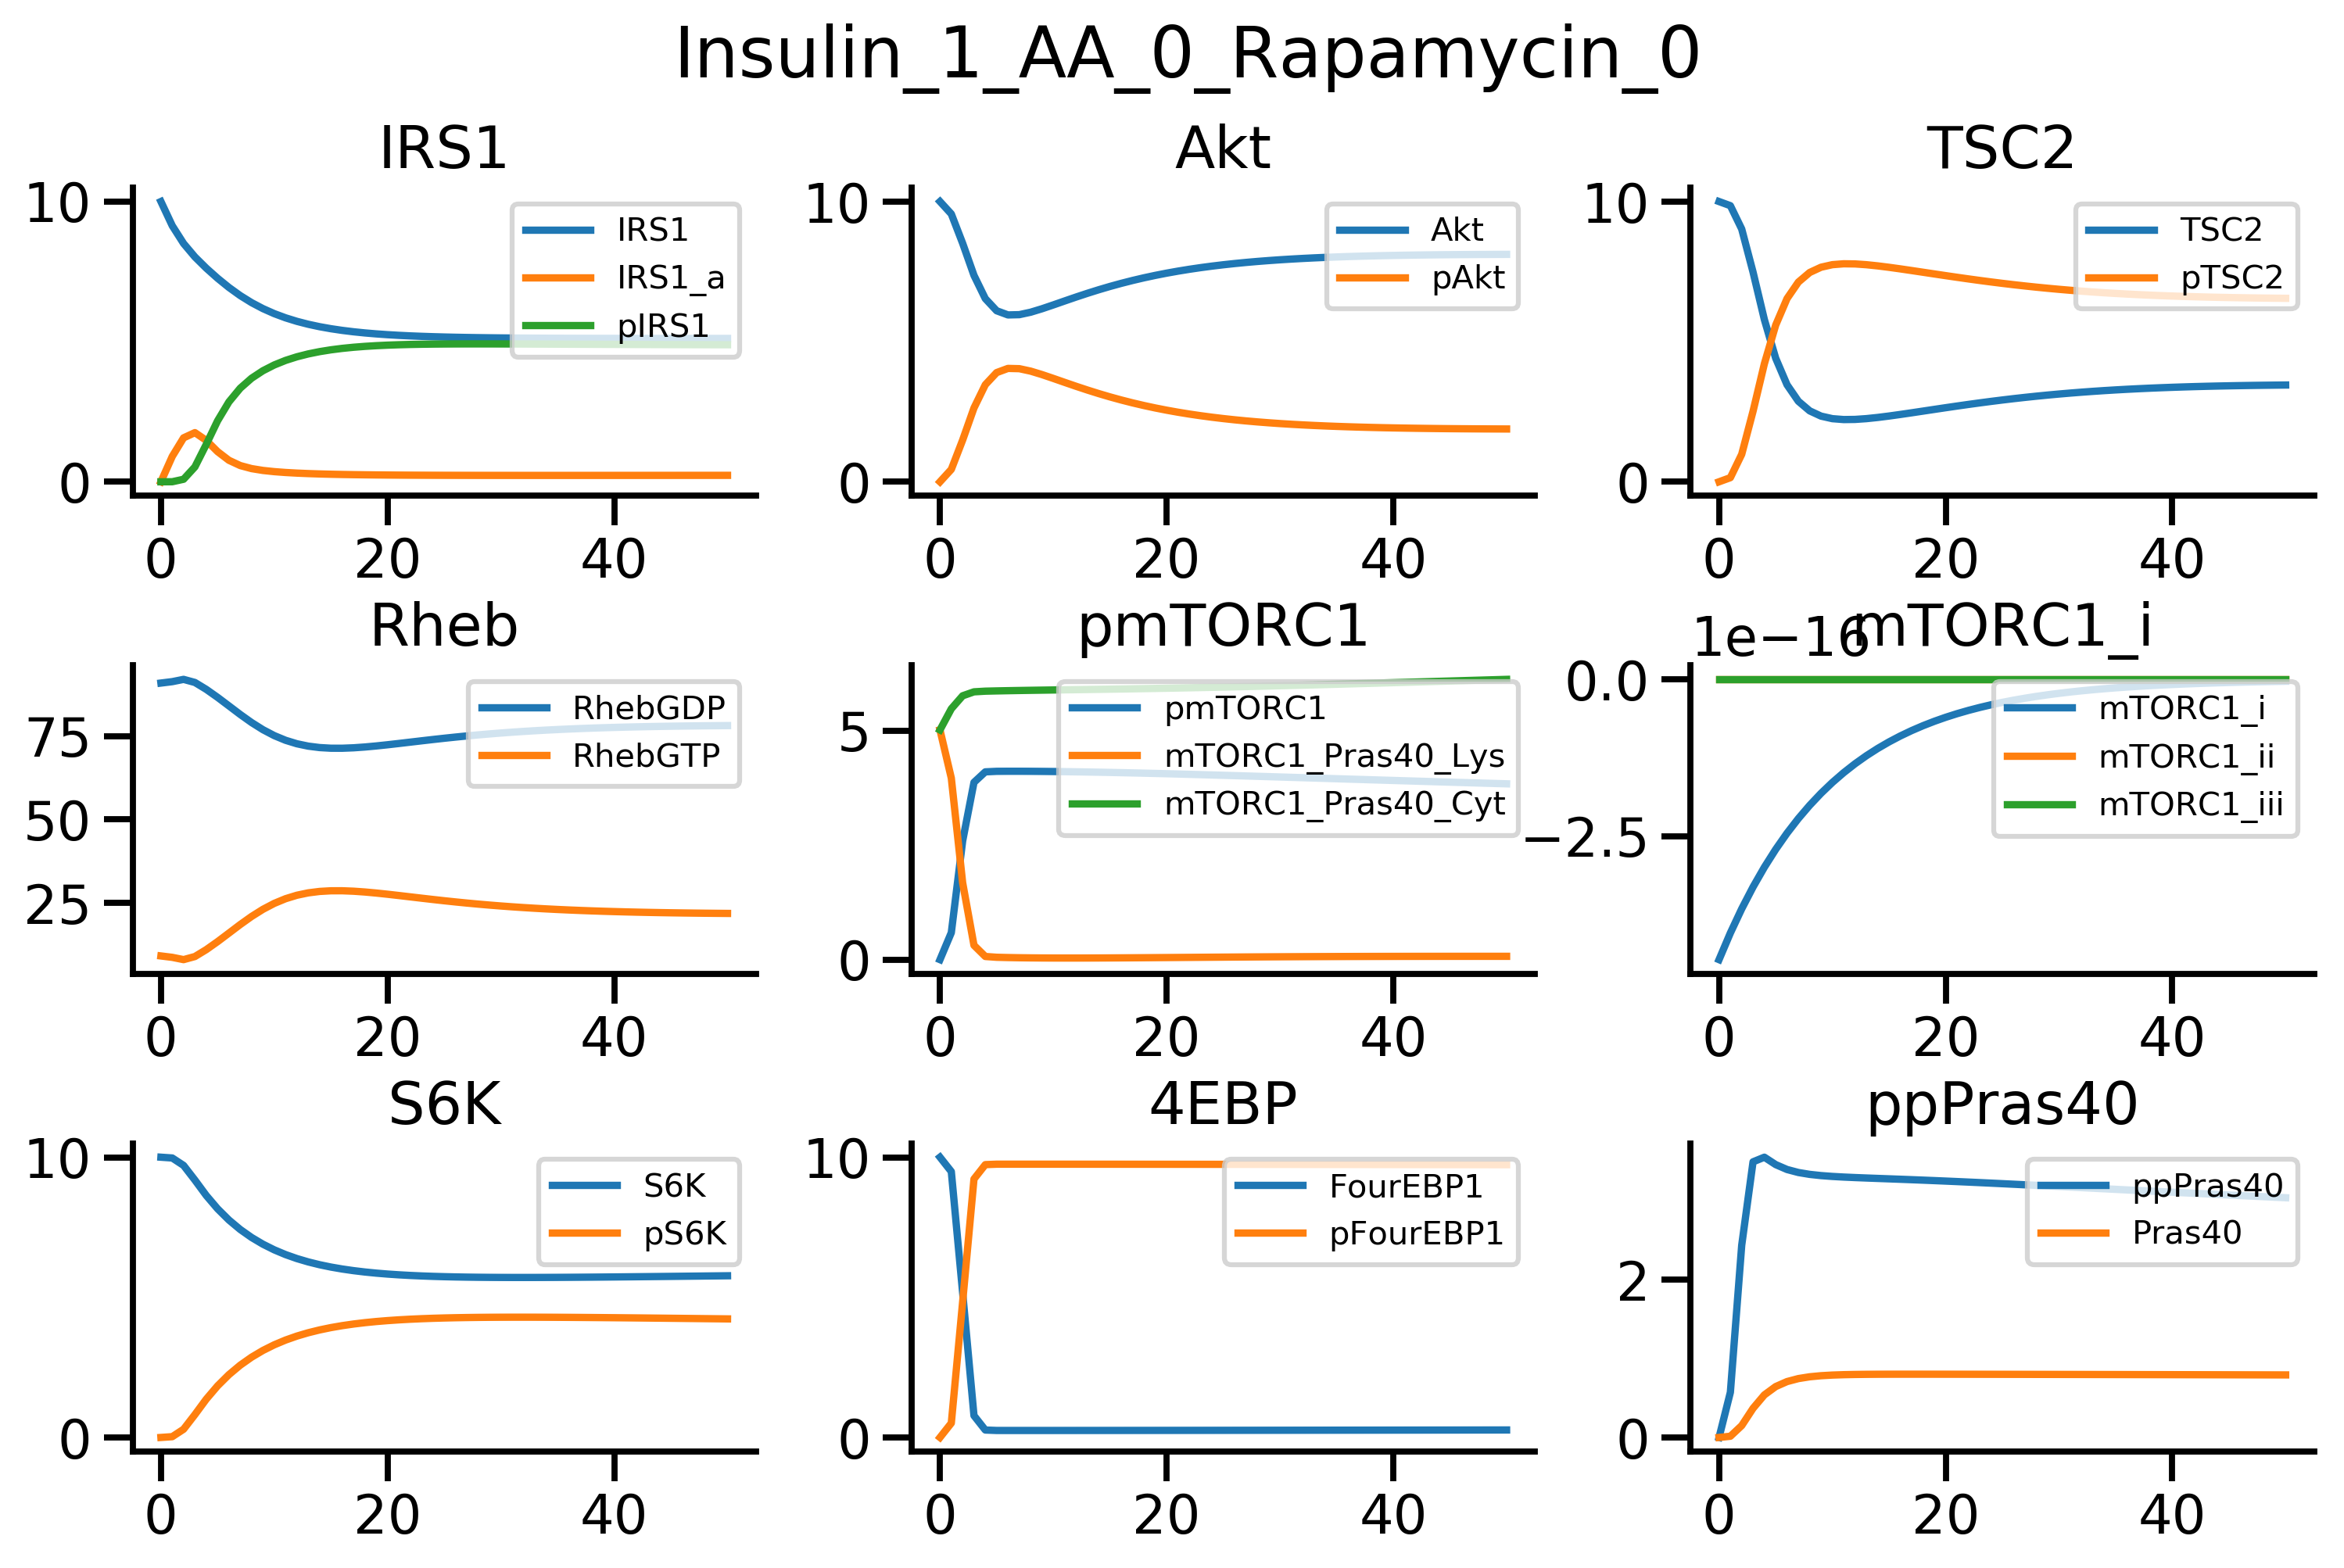 Insulin_1_AA_0_Rapamycin_0
IRS1
10
0
0 20 40
IRS1
IRS1_a
pIRS1
Akt
10
0
0 20 40
Akt
pAkt
TSC2
10
0
0 20 40
TSC2
pTSC2
Rheb
75
50
25
0 20 40
RhebGDP
RhebGTP
pmTORC1
5
0
0 20 40
pmTORC1
mTORC1_Pras40_Lys
mTORC1_Pras40_Cyt
mTORC1_i
1e−16
0.0
−2.5
0 20 40
mTORC1_i
mTORC1_ii
mTORC1_iii
S6K
10
0
0 20 40
S6K
pS6K
4EBP
10
0
0 20 40
FourEBP1
pFourEBP1
ppPras40
2
0
0 20 40
ppPras40
Pras40